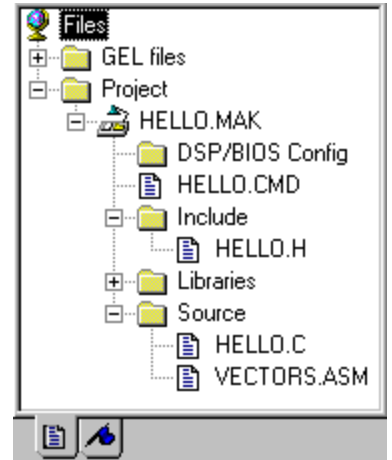 Files
GEL files
Project
HELLO.MAK
DSP/BIOS Config
HELLO.CMD
Include
HELLO.H
Libraries
Source
HELLO.C
VECTORS.ASM